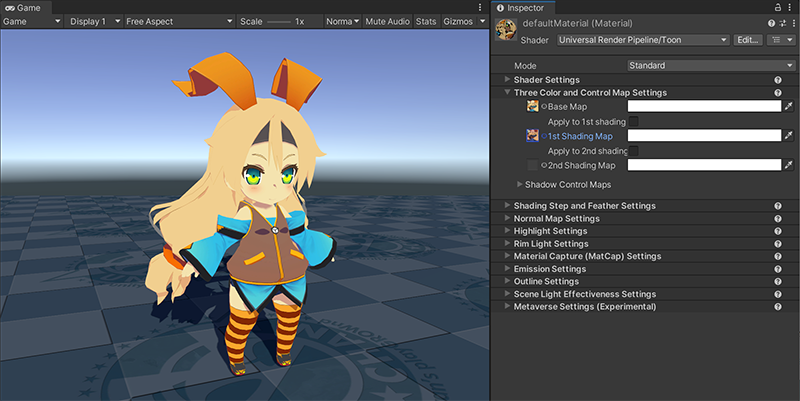 Game
Game Display 1 Free Aspect Scale 1x Norma Mute Audio Stats Gizmos
Inspector
defaultMaterial (Material)
Shader Universal Render Pipeline/Toon Edit...
Mode Standard
Shader Settings
Three Color and Control Map Settings
Base Map
Apply to 1st shading
1st Shading Map
Apply to 2nd shading
2nd Shading Map
Shadow Control Maps
Shading Step and Feather Settings
Normal Map Settings
Highlight Settings
Rim Light Settings
Material Capture (MatCap) Settings
Emission Settings
Outline Settings
Scene Light Effectiveness Settings
Metaverse Settings (Experimental)